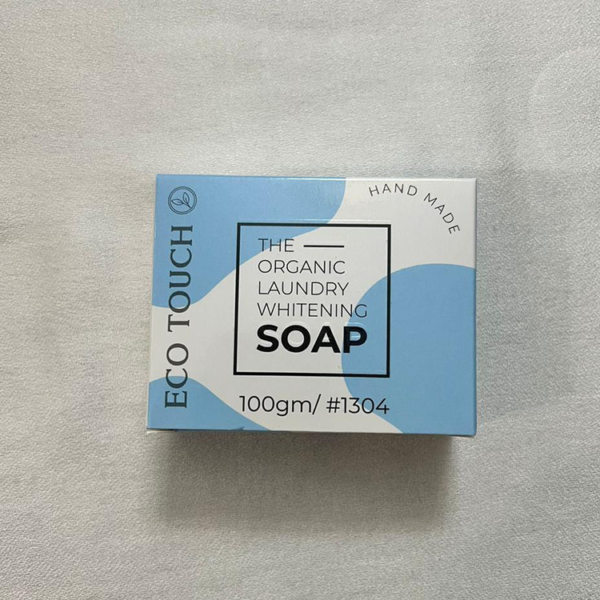 HAND MADE
ECO TOUCH
THE
ORGANIC
LAUNDRY
WHITENING
SOAP
100gm/ #1304